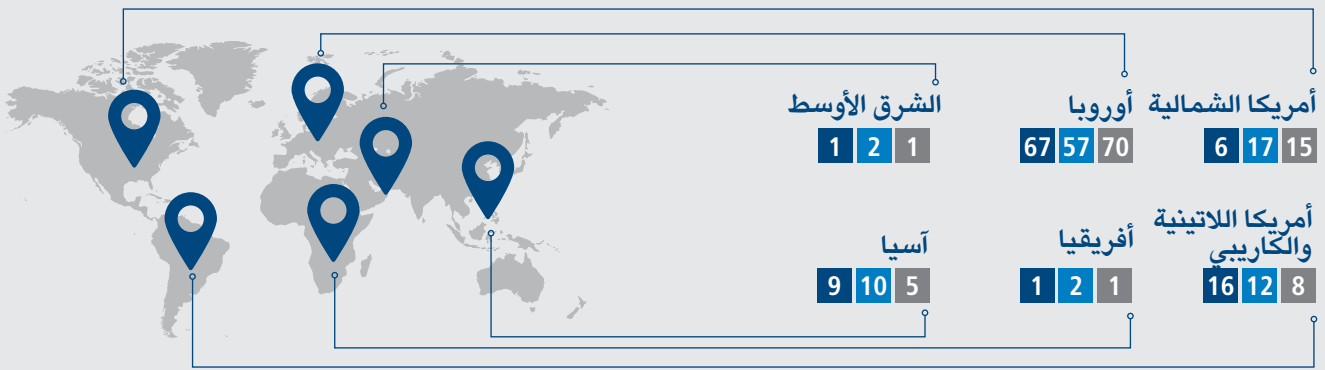 أمريكا الشمالية
15 17 6
أوروبا
70 57 67
الشرق الأوسط
1 2 1
أمريكا اللاتينية
والكاريبي
8 12 16
أفريقيا
1 2 1
آسيا
5 10 9